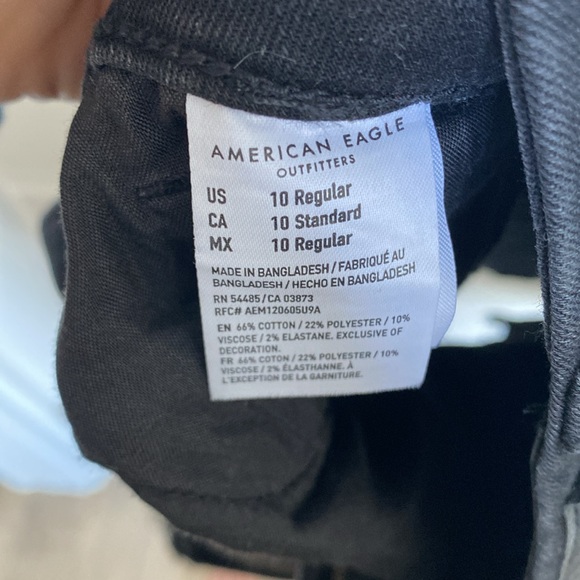 AMERICAN EAGLE
OUTFITTERS
US 10 Regular
CA 10 Standard
MX 10 Regular
MADE IN BANGLADESH / FABRIQUÉ AU
BANGLADESH / HECHO EN BANGLADESH
RN 54485 / CA 03873
RFC# AEM120605U9A
EN 66% COTTON / 22% POLYESTER / 10%
VISCOSE / 2% ELASTANE. EXCLUSIVE OF
DECORATION.
FR 66% COTON / 22% POLYESTER / 10%
VISCOSE / 2% ÉLASTHANNE. À
L'EXCEPTION DE LA GARNITURE.